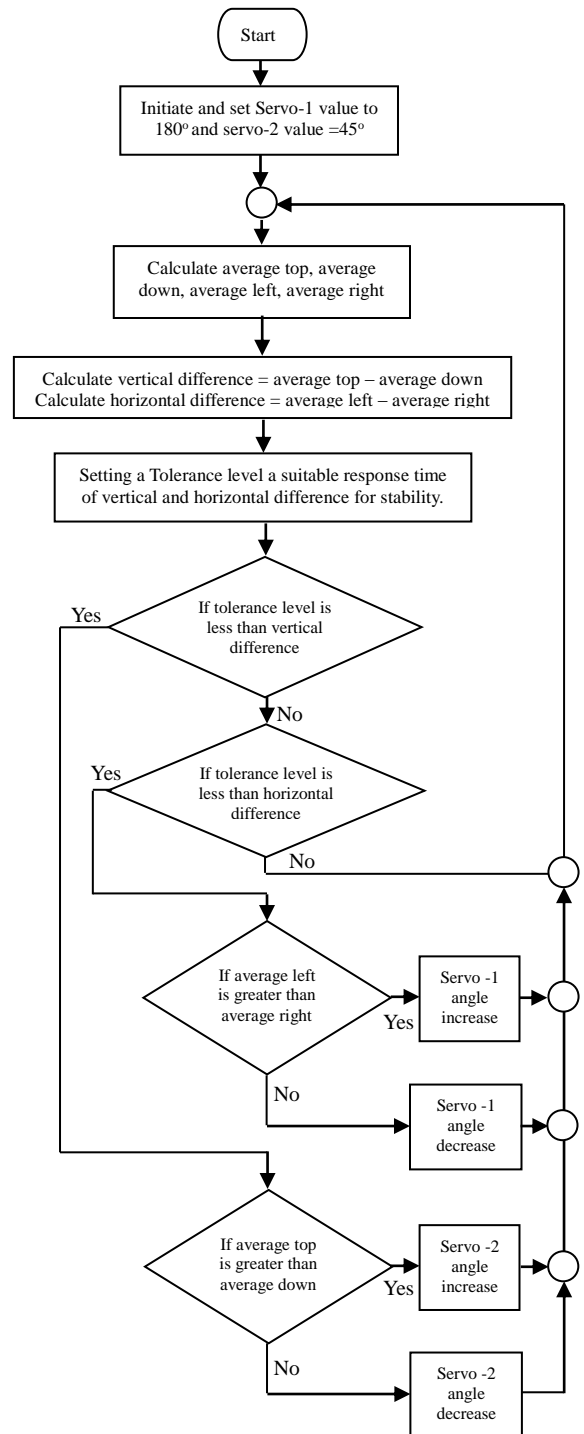 Start
Initiate and set Servo-1 value to
180º and servo-2 value =45º
Calculate average top, average
down, average left, average right
Calculate vertical difference = average top – average down
Calculate horizontal difference = average left – average right
Setting a Tolerance level a suitable response time
of vertical and horizontal difference for stability.
Yes
If tolerance level is
less than vertical
difference
No
Yes
If tolerance level is
less than horizontal
difference
No
If average left
is greater than
average right
Yes
Servo -1
angle
increase
No
Servo -1
angle
decrease
If average top
is greater than
average down
Yes
Servo -2
angle
increase
No
Servo -2
angle
decrease